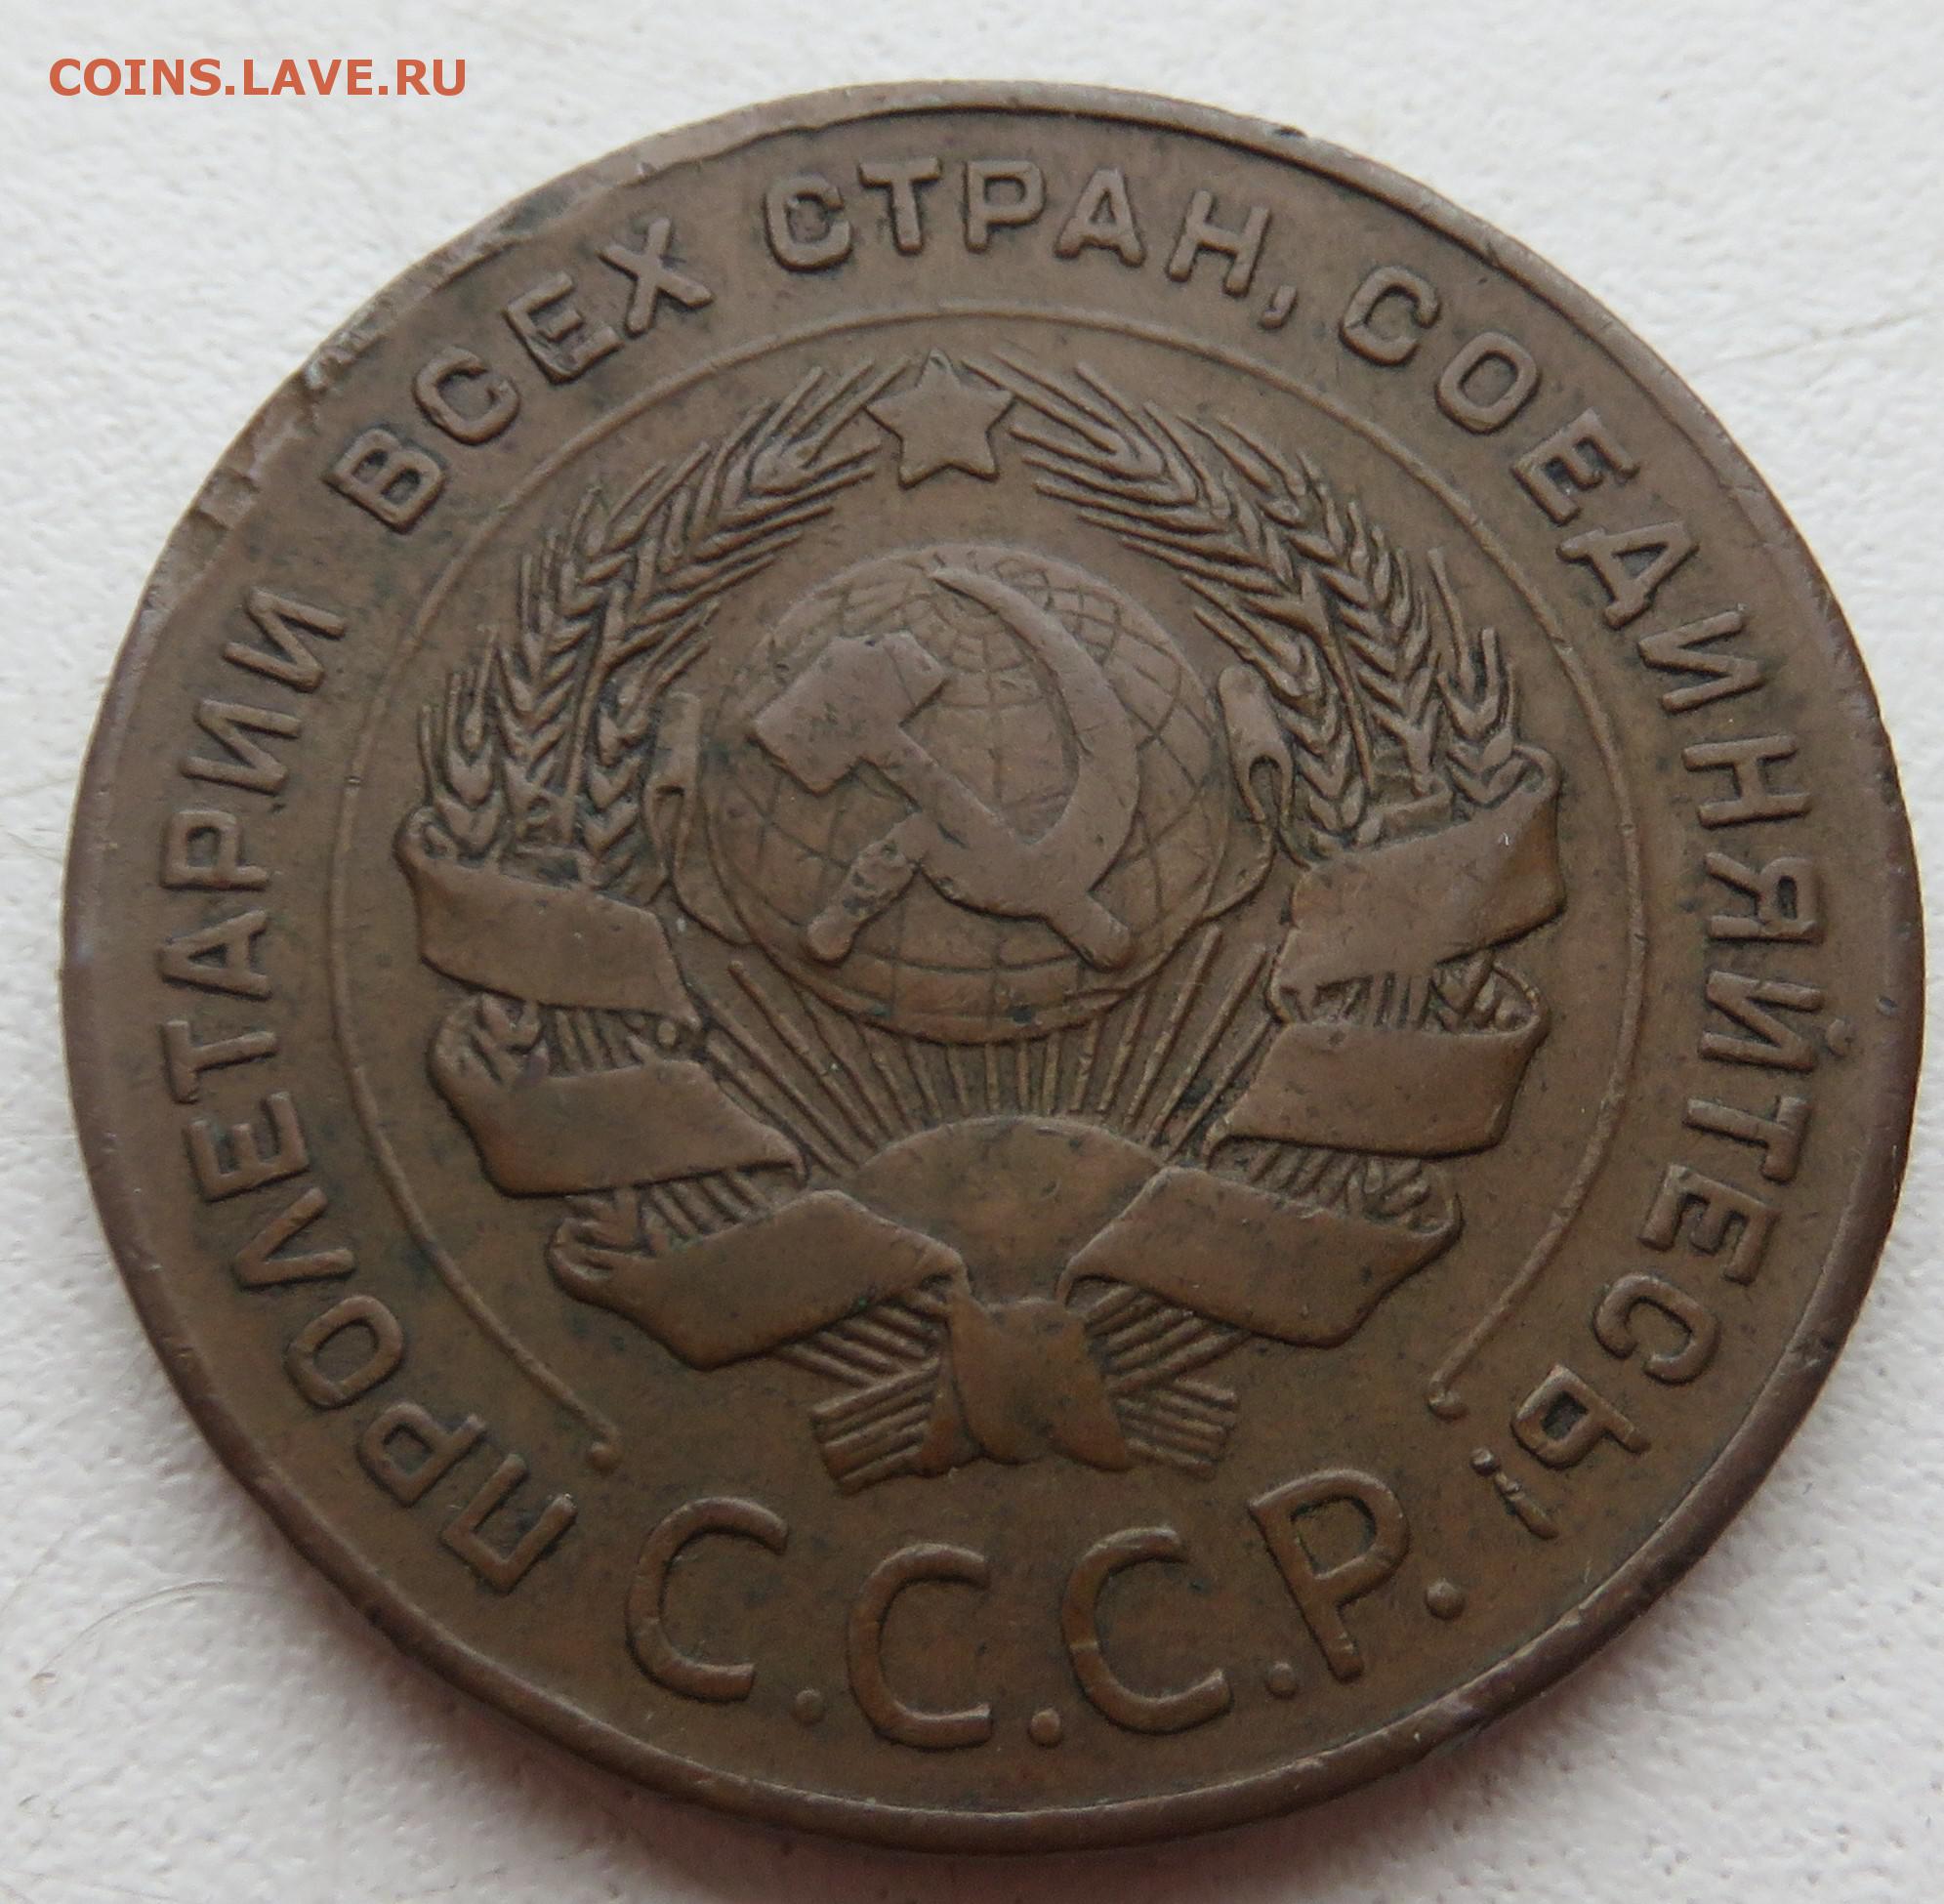 COINS.LAVE.RU
ПРОЛЕТАРИИ ВСЕХ СТРАН, СОЕДИНЯЙТЕСЬ!
С.С.С.Р.